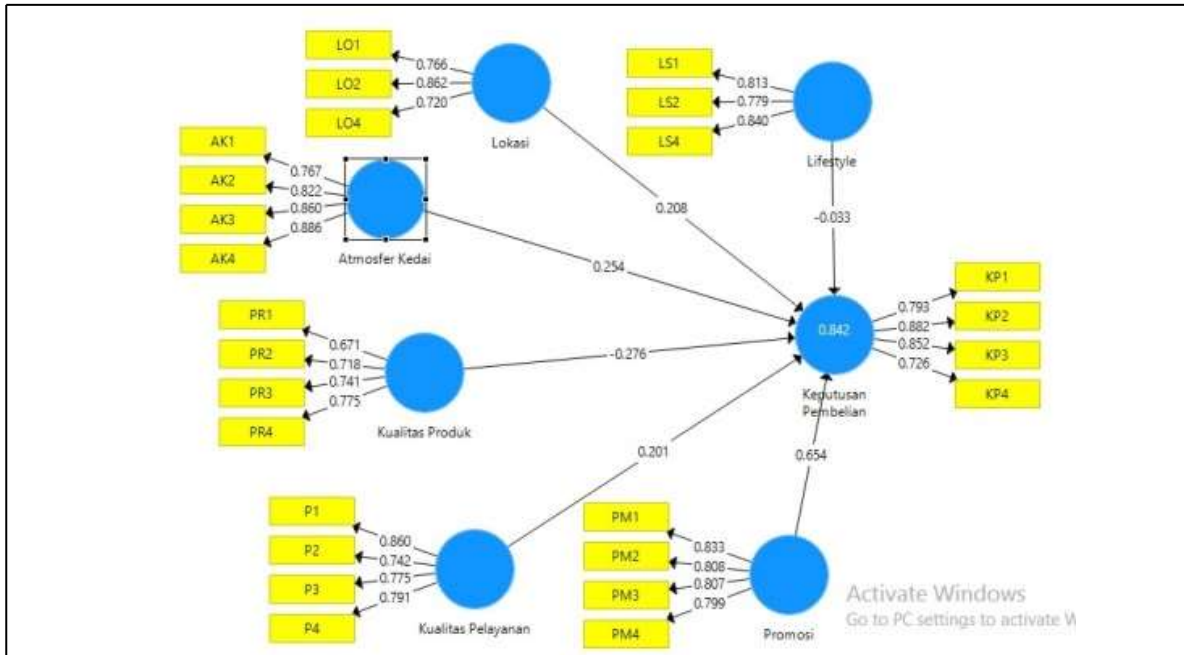 LO1
LO2
LO4
0.766
0.862
0.720
Lokasi
LS1
LS2
LS4
0.813
0.779
0.840
Lifestyle
AK1
AK2
AK3
AK4
0.767
0.822
0.860
0.886
Atmosfer Kedai
0.208
-0.033
0.254
PR1
PR2
PR3
PR4
0.671
0.718
0.741
0.775
Kualitas Produk
-0.276
0.842
Keputusan
Pembelian
0.793
0.882
0.852
0.726
KP1
KP2
KP3
KP4
0.201
0.654
P1
P2
P3
P4
0.860
0.742
0.775
0.791
Kualitas Pelayanan
PM1
PM2
PM3
PM4
0.833
0.808
0.807
0.799
Promosi
Activate Windows
Go to PC settings to activate W